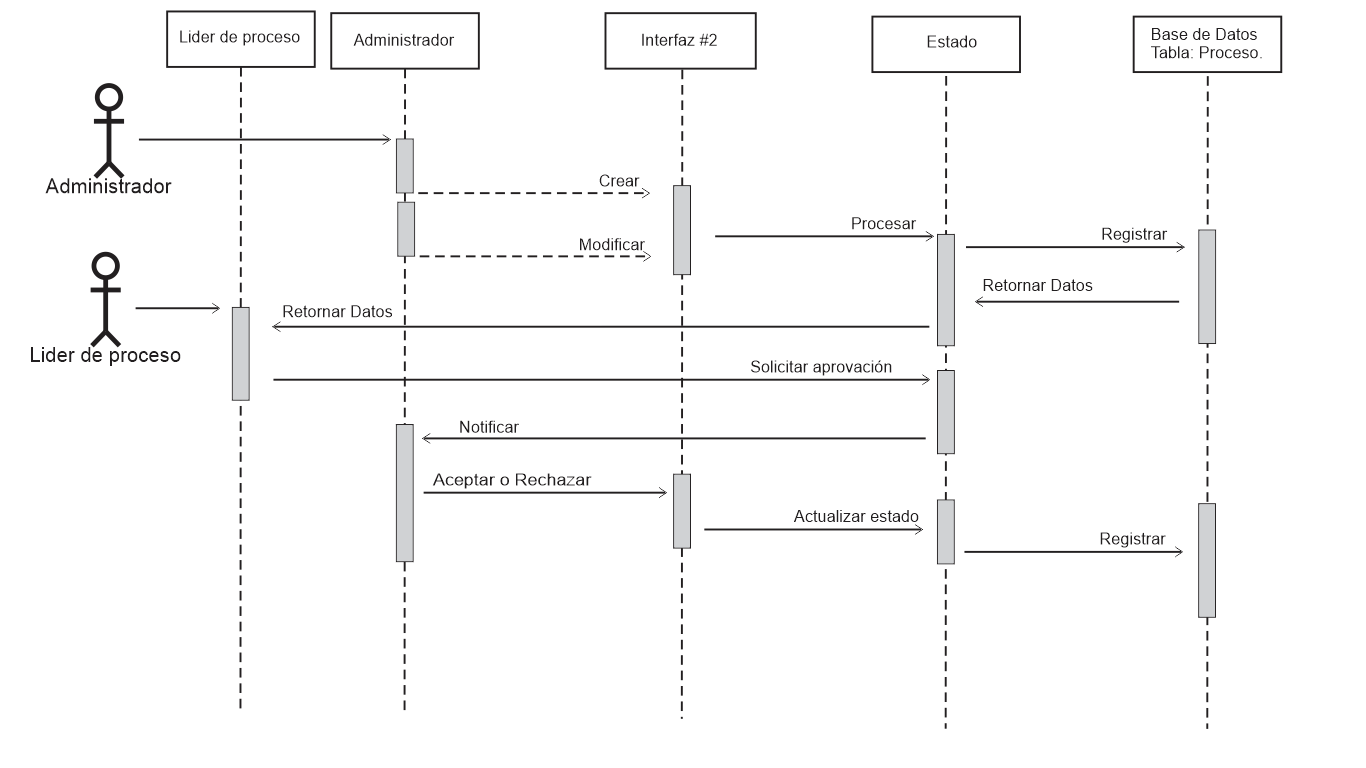 Lider de proceso
Administrador
Interfaz #2
Estado
Base de Datos
Tabla: Proceso.
Administrador
Crear
Procesar
Registrar
Modificar
Retornar Datos
Retornar Datos
Lider de proceso
Solicitar aprovación
Notificar
Aceptar o Rechazar
Actualizar estado
Registrar